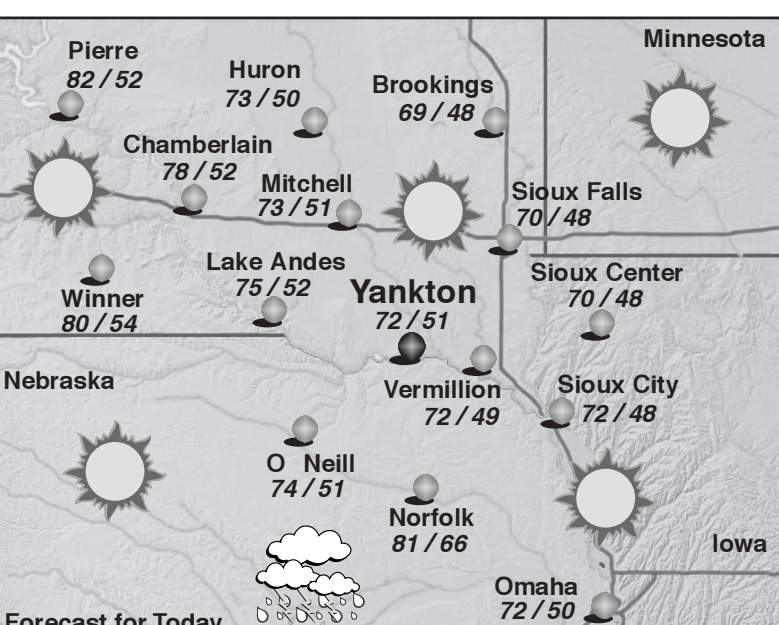 Minnesota
Pierre
82 / 52
Huron
73 / 50
Brookings
69 / 48
Chamberlain
78 / 52
Mitchell
73 / 51
Sioux Falls
70 / 48
Lake Andes
75 / 52
Yankton
72 / 51
Sioux Center
70 / 48
Winner
80 / 54
Nebraska
Vermillion
72 / 49
Sioux City
72 / 48
O Neill
74 / 51
Norfolk
81 / 66
Iowa
Omaha
72 / 50
Forecast for Today